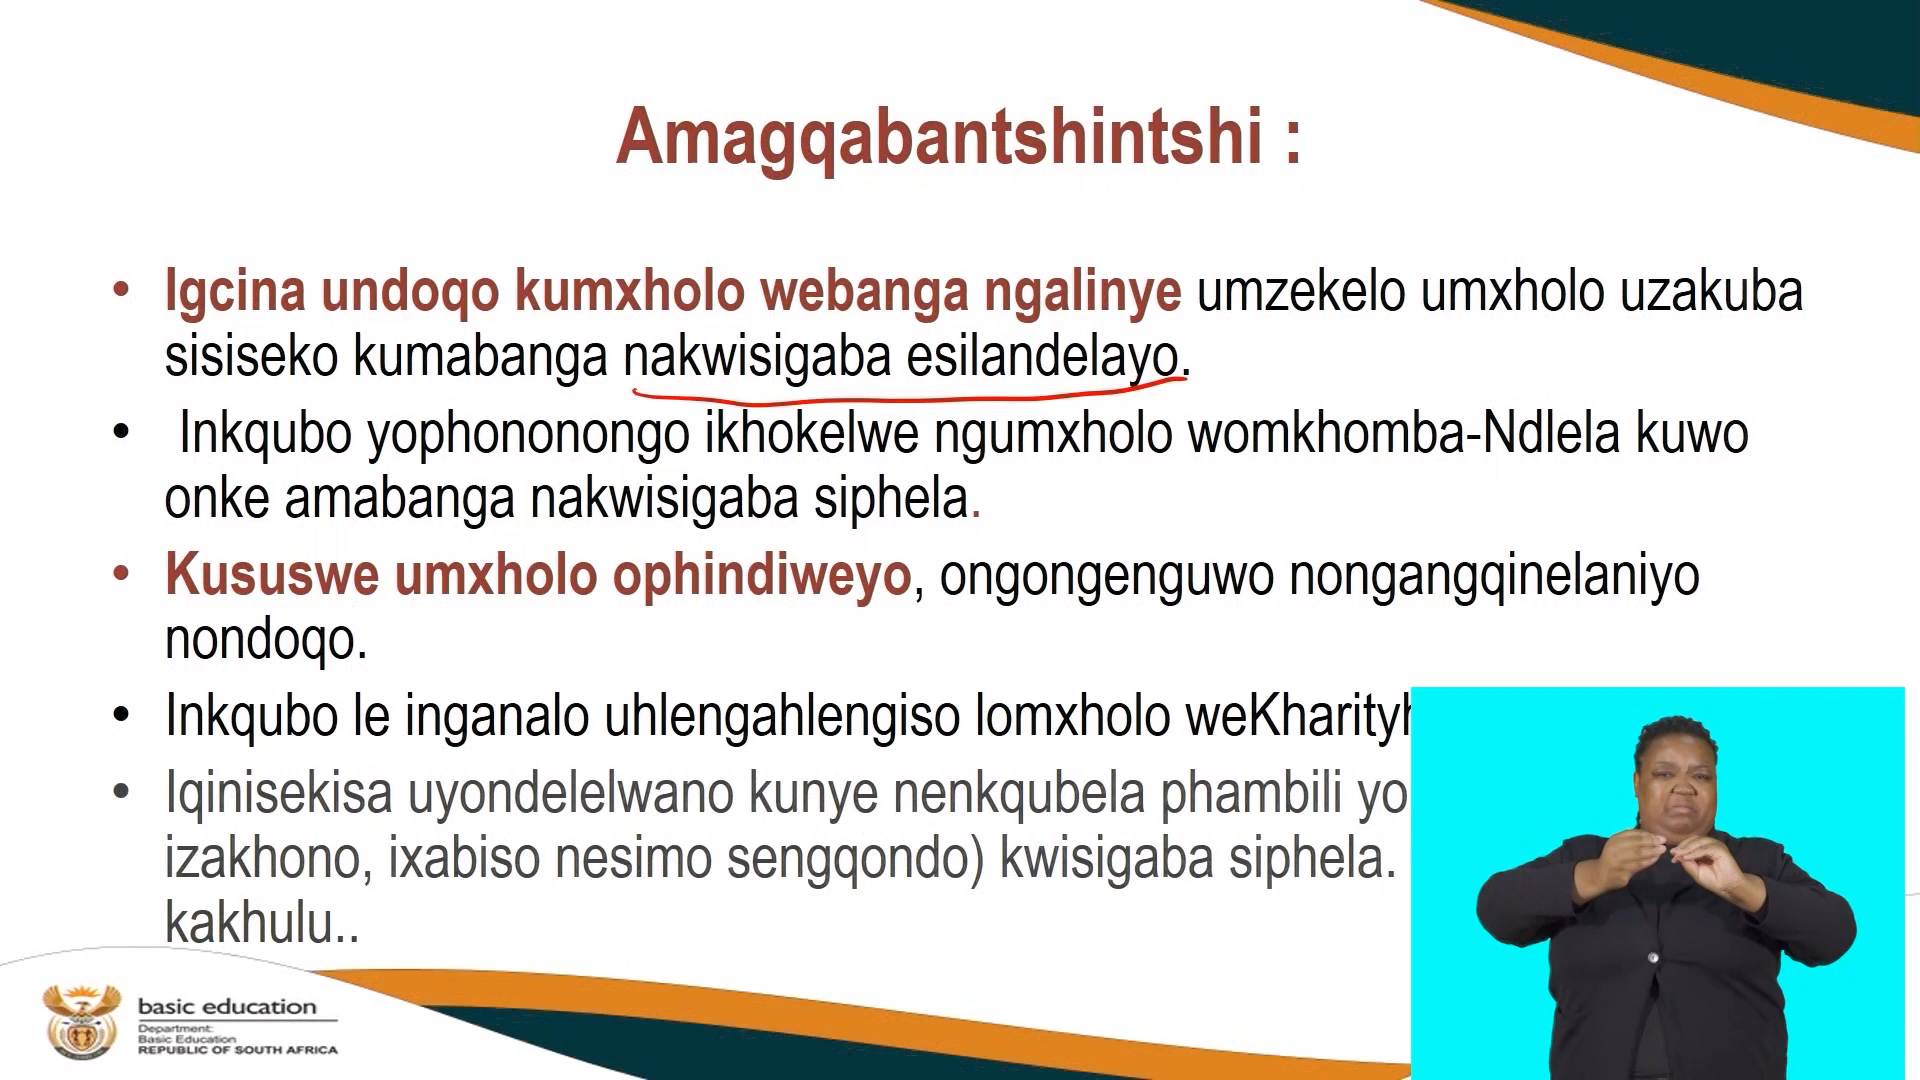 Amagqabantshintshi :
• Igcina undoqo kumxholo webanga ngalinye umzekelo umxholo uzakuba
sisiseko kumabanga nakwisigaba esilandelayo.
• Inkqubo yophononongo ikhokelwe ngumxholo womkhomba-Ndlela kuwo
onke amabanga nakwisigaba siphela.
• Kususwe umxholo ophindiweyo, ongongenguwo nongangqinelaniyo
nondoqo.
• Inkqubo le inganalo uhlengahlengiso lomxholo
• Iqinisekisa uyondelelwano kunye nenkqubela phambili yo
izakhono, ixabiso nesimo sengqondo) kwisigaba siphela.
kakhulu..
basic education
Department:
Basic Education
REPUBLIC OF SOUTH AFRICA